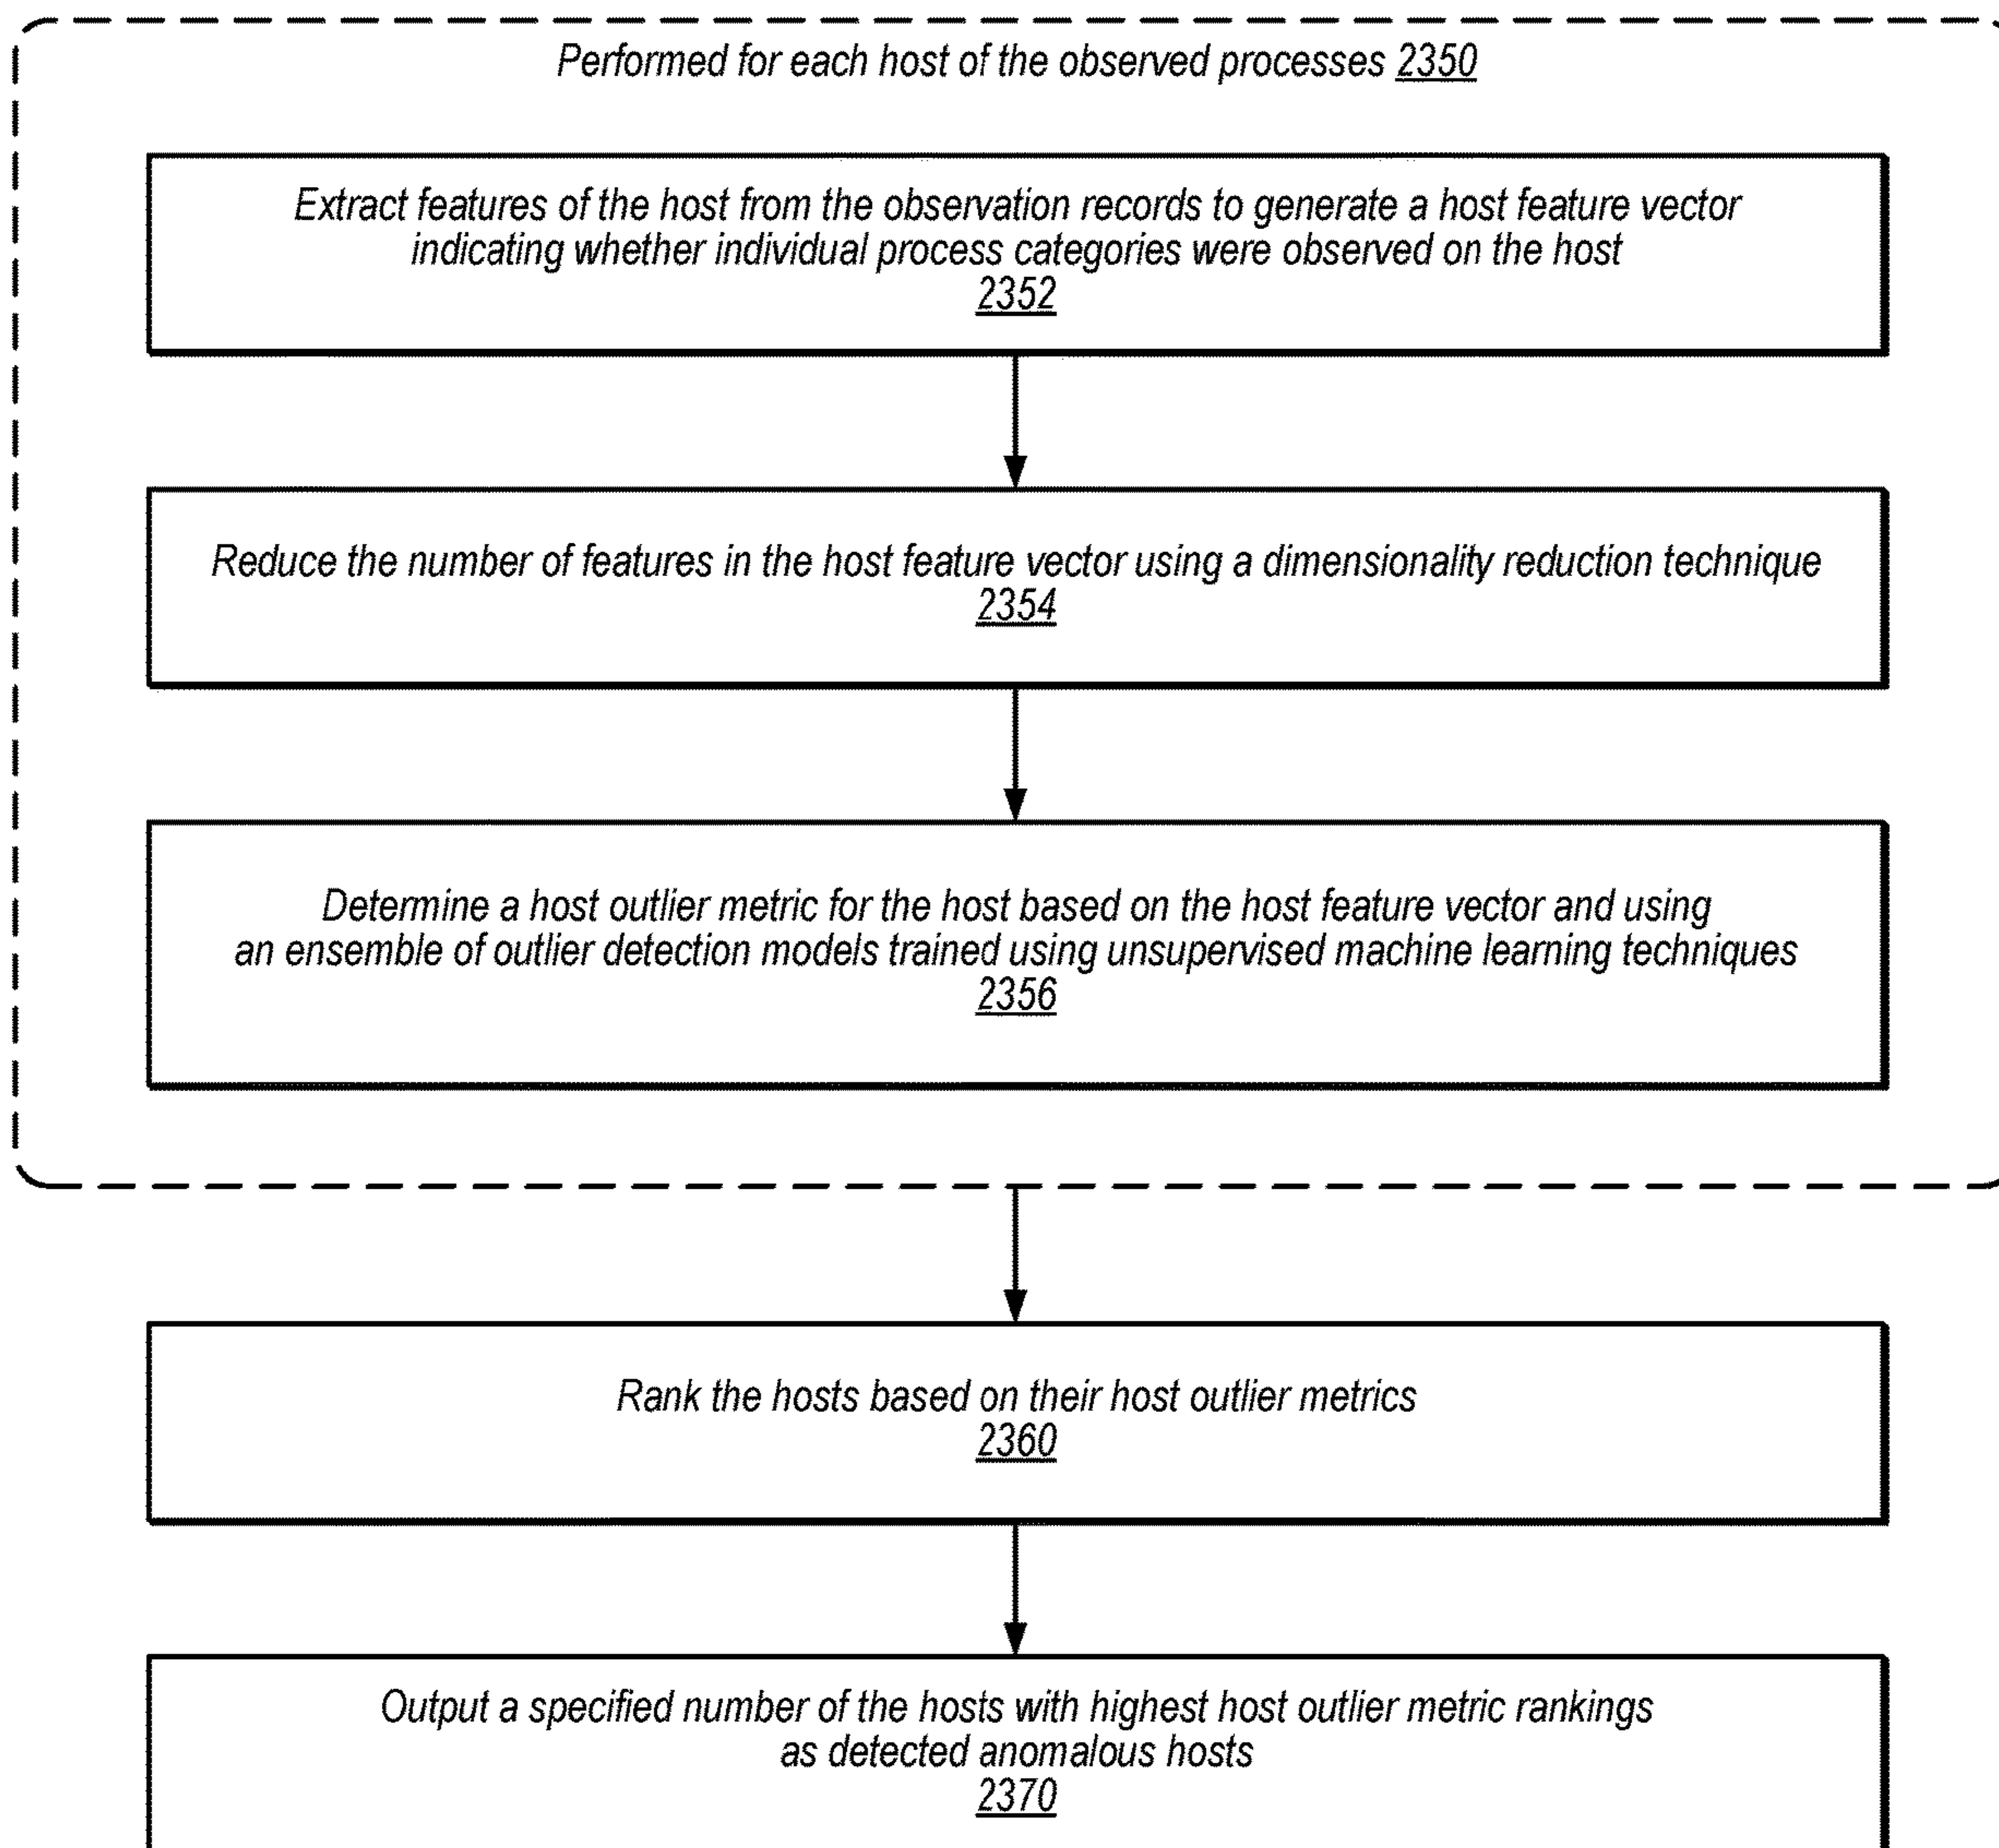 Performed for each host of the observed processes 2350
Extract features of the host from the observation records to generate a host feature vector
indicating whether individual process categories were observed on the host
2352
Reduce the number of features in the host feature vector using a dimensionality reduction technique
2354
Determine a host outlier metric for the host based on the host feature vector and using
an ensemble of outlier detection models trained using unsupervised machine learning techniques
2356
Rank the hosts based on their host outlier metrics
2360
Output a specified number of the hosts with highest host outlier metric rankings
as detected anomalous hosts
2370